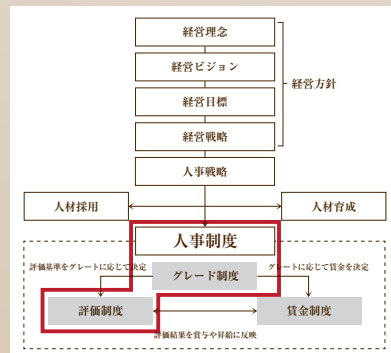 経営理念
経営ビジョン
経営目標
経営方針
経営戦略
人事戦略
人材採用
人材育成
人事制度
評価基準をグレートに応じて決定
グレートに応じて賃金を決定
グレード制度
評価制度
賃金制度
評価結果を賞与や昇給に反映